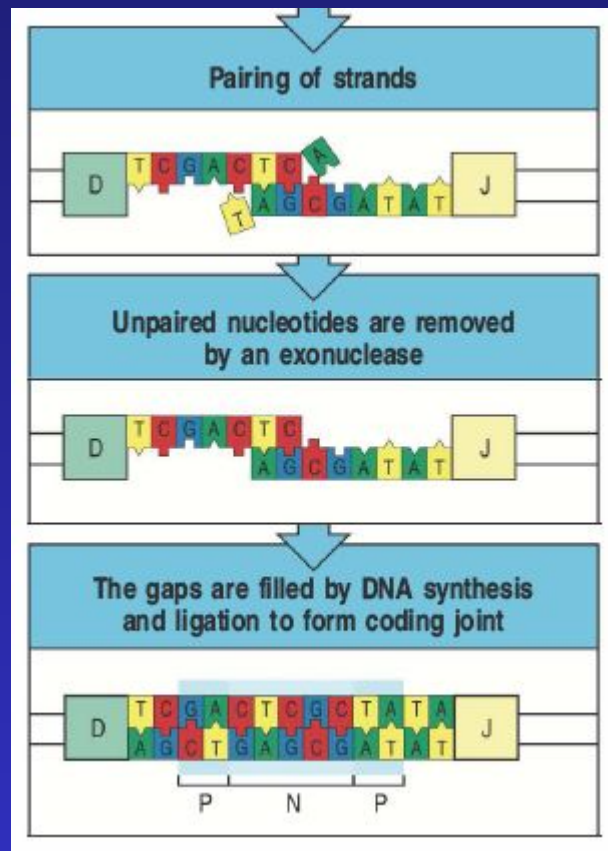 Pairing of strands
D T C G A C T C A
T A G C G A T A T J
Unpaired nucleotides are removed
by an exonuclease
D T C G A C T C
A G C G A T A T J
The gaps are filled by DNA synthesis
and ligation to form coding joint
D T C G A C T C G C T A T A J
A G C T G A G C G A T A T
P N P